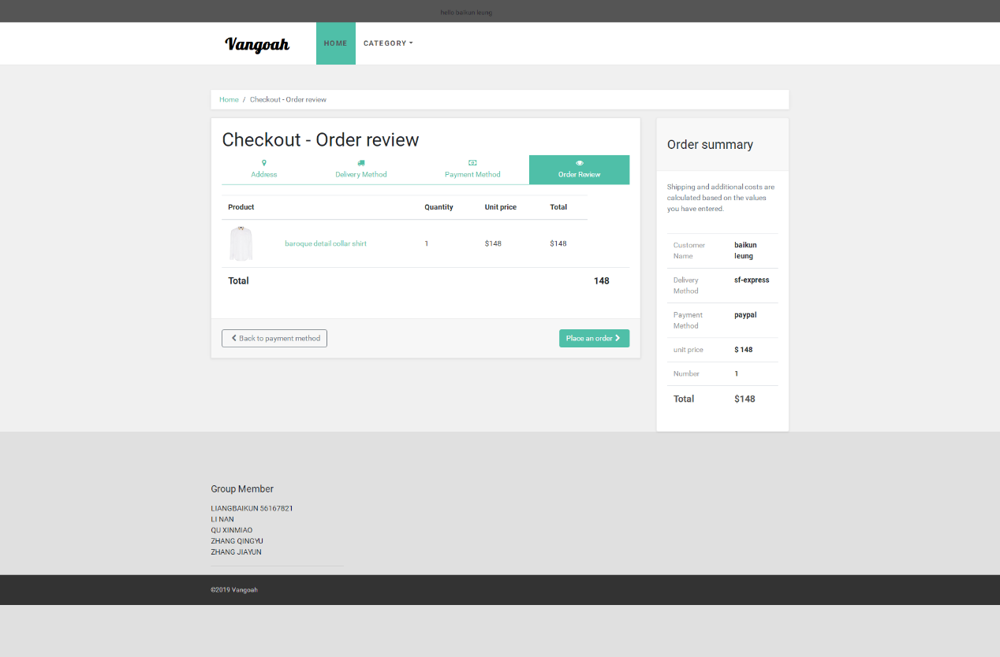 hello baikun leung
Vangoah
HOME
CATEGORY
Home / Checkout - Order review
Checkout - Order review
Address
Delivery Method
Payment Method
Order Review
Product Quantity Unit price Total
baroque detail collar shirt 1 $148 $148
Total 148
Back to payment method
Place an order
Order summary
Shipping and additional costs are
calculated based on the values
you have entered.
Customer
Name
baikun
leung
Delivery
Method
sf-express
Payment
Method
paypal
unit price $ 148
Number 1
Total $148
Group Member
LIANGBAIKUN 56167821
LI NAN
QU XINMIAO
ZHANG QINGYU
ZHANG JIAYUN
©2019 Vangoah